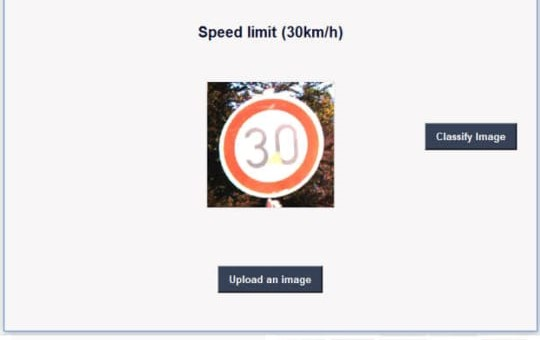 Speed limit (30km/h)
30
Classify Image
Upload an image